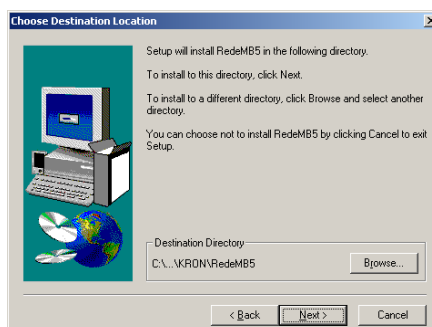 Choose Destination Location
Setup will install RedeMB5 in the following directory.
To install to this directory, click Next.
To install to a different directory, click Browse and select another
directory.
You can choose not to install RedeMB5 by clicking Cancel to exit
Setup.
Destination Directory
C:\...\KRON\RedeMB5
Browse...
< Back
Next >
Cancel